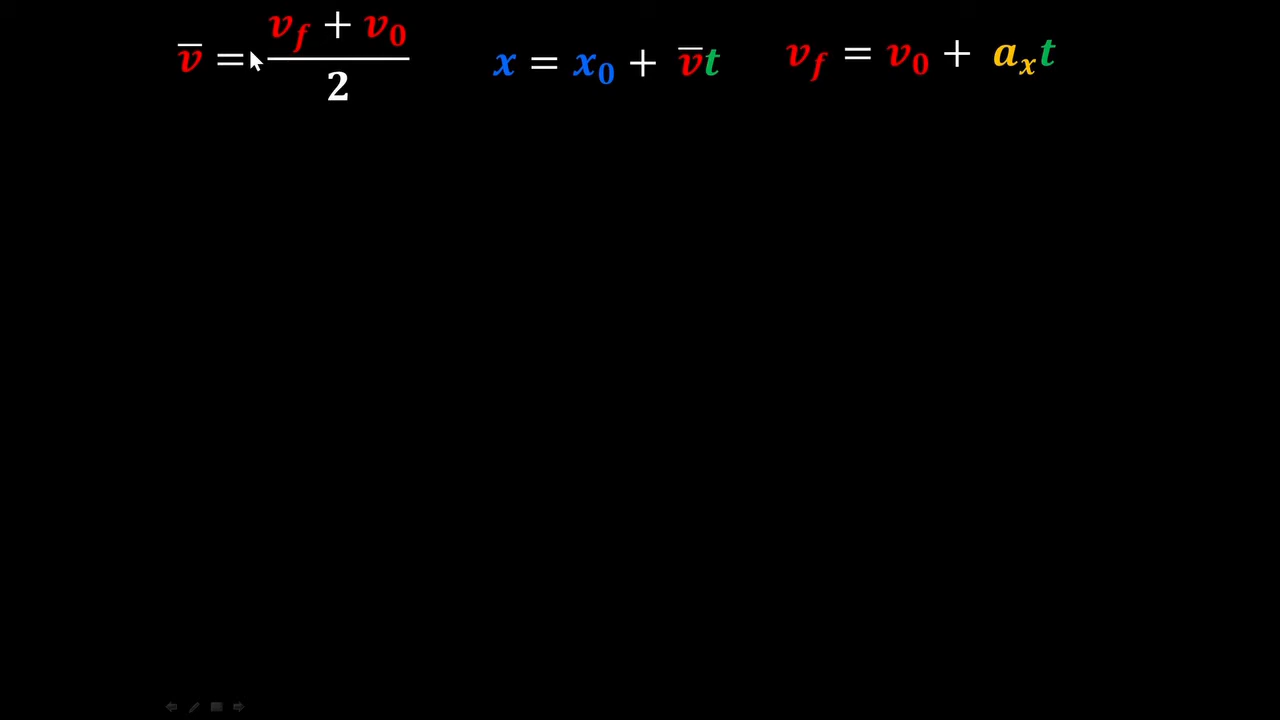 v̅ = (v_f + v_0)/2
x = x_0 + v̅t
v_f = v_0 + a_x t